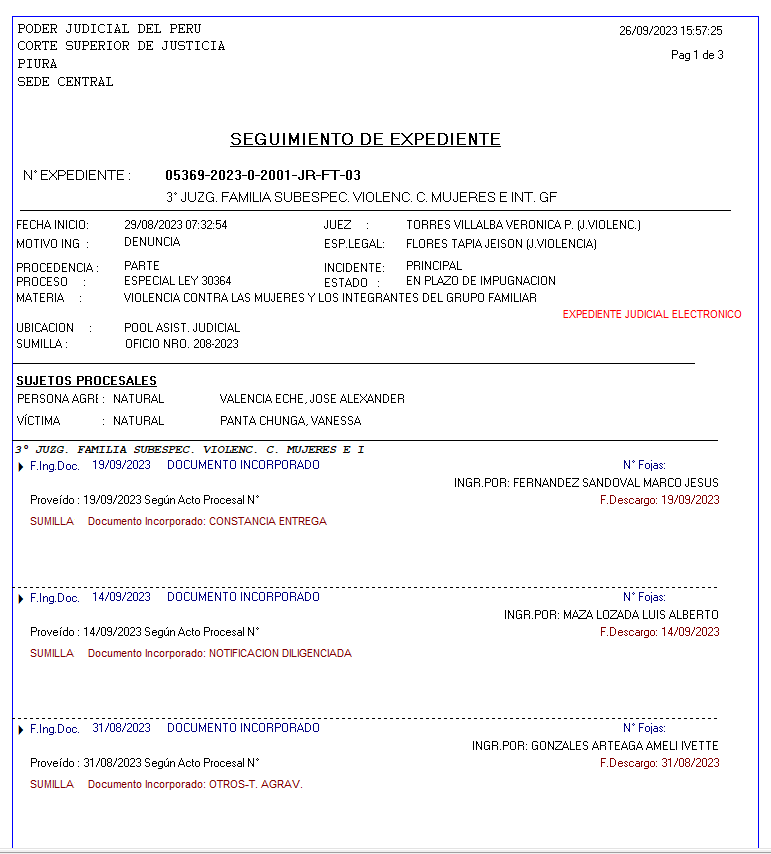 PODER JUDICIAL DEL PERU
CORTE SUPERIOR DE JUSTICIA
PIURA
SEDE CENTRAL
26/09/2023 15:57:25
Pag 1 de 3
SEGUIMIENTO DE EXPEDIENTE
N° EXPEDIENTE : 05369-2023-0-2001-JR-FT-03
3° JUZG. FAMILIA SUBESPEC. VIOLENC. C. MUJERES E INT. GF
FECHA INICIO: 29/08/2023 07:32:54 JUEZ : TORRES VILLALBA VERONICA P. (J.VIOLENC.)
MOTIVO ING : DENUNCIA ESP.LEGAL: FLORES TAPIA JEISON (J.VIOLENCIA)
PROCEDENCIA : PARTE INCIDENTE: PRINCIPAL
PROCESO : ESPECIAL LEY 30364 ESTADO : EN PLAZO DE IMPUGNACION
MATERIA : VIOLENCIA CONTRA LAS MUJERES Y LOS INTEGRANTES DEL GRUPO FAMILIAR
EXPEDIENTE JUDICIAL ELECTRONICO
UBICACION : POOL ASIST. JUDICIAL
SUMILLA : OFICIO NRO. 208-2023
SUJETOS PROCESALES
PERSONA AGRE : NATURAL VALENCIA ECHE, JOSE ALEXANDER
VÍCTIMA : NATURAL PANTA CHUNGA, VANESSA
3° JUZG. FAMILIA SUBESPEC. VIOLENC. C. MUJERES E I
F.Ing.Doc. 19/09/2023 DOCUMENTO INCORPORADO N° Fojas:
INGR.POR: FERNANDEZ SANDOVAL MARCO JESUS
Proveído : 19/09/2023 Según Acto Procesal N° F.Descargo: 19/09/2023
SUMILLA Documento Incorporado: CONSTANCIA ENTREGA
F.Ing.Doc. 14/09/2023 DOCUMENTO INCORPORADO N° Fojas:
INGR.POR: MAZA LOZADA LUIS ALBERTO
Proveído : 14/09/2023 Según Acto Procesal N° F.Descargo: 14/09/2023
SUMILLA Documento Incorporado: NOTIFICACION DILIGENCIADA
F.Ing.Doc. 31/08/2023 DOCUMENTO INCORPORADO N° Fojas:
INGR.POR: GONZALES ARTEAGA AMELI IVETTE
Proveído : 31/08/2023 Según Acto Procesal N° F.Descargo: 31/08/2023
SUMILLA Documento Incorporado: OTROS-T. AGRAV.